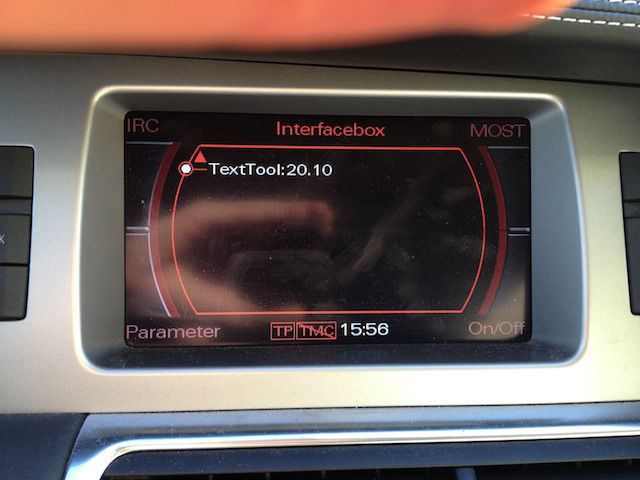 IRC Interfacebox MOST
TextTool:20.10
Parameter TP TMC 15:56 On/Off
K